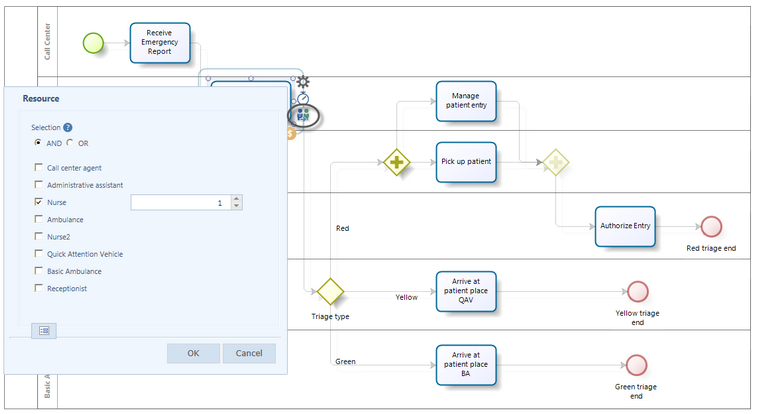 Call Center
Receive
Emergency
Report
Resource
Selection ?
AND OR
Call center agent
Administrative assistant
Nurse 1
Ambulance
Nurse2
Quick Attention Vehicle
Basic Ambulance
Receptionist
OK Cancel
Manage
patient entry
Pick up patient
Authorize Entry
Red triage end
Red
Triage type
Yellow
Arrive at
patient place
QAV
Yellow triage
end
Green
Arrive at
patient place
BA
Green triage
end
Basic A